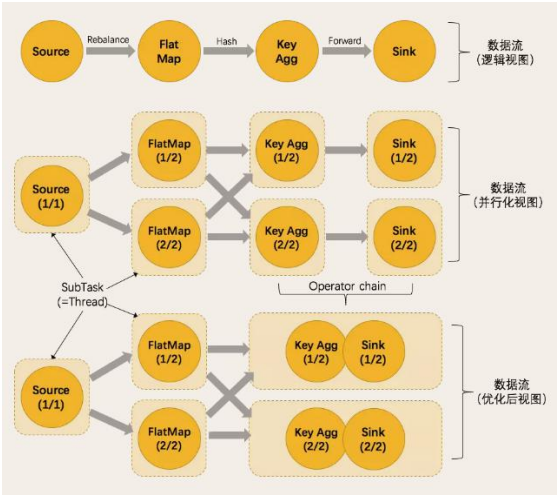 Rebalance
Hash
Forward
Source
Flat
Map
Key
Agg
Sink
数据流
(逻辑视图)
FlatMap
(1/2)
Key Agg
(1/2)
Sink
(1/2)
Source
(1/1)
数据流
(并行化视图)
FlatMap
(2/2)
Key Agg
(2/2)
Sink
(2/2)
SubTask
(=Thread)
Operator chain
FlatMap
(1/2)
Key Agg
(1/2)
Sink
(1/2)
Source
(1/1)
数据流
(优化后视图)
FlatMap
(2/2)
Key Agg
(2/2)
Sink
(2/2)